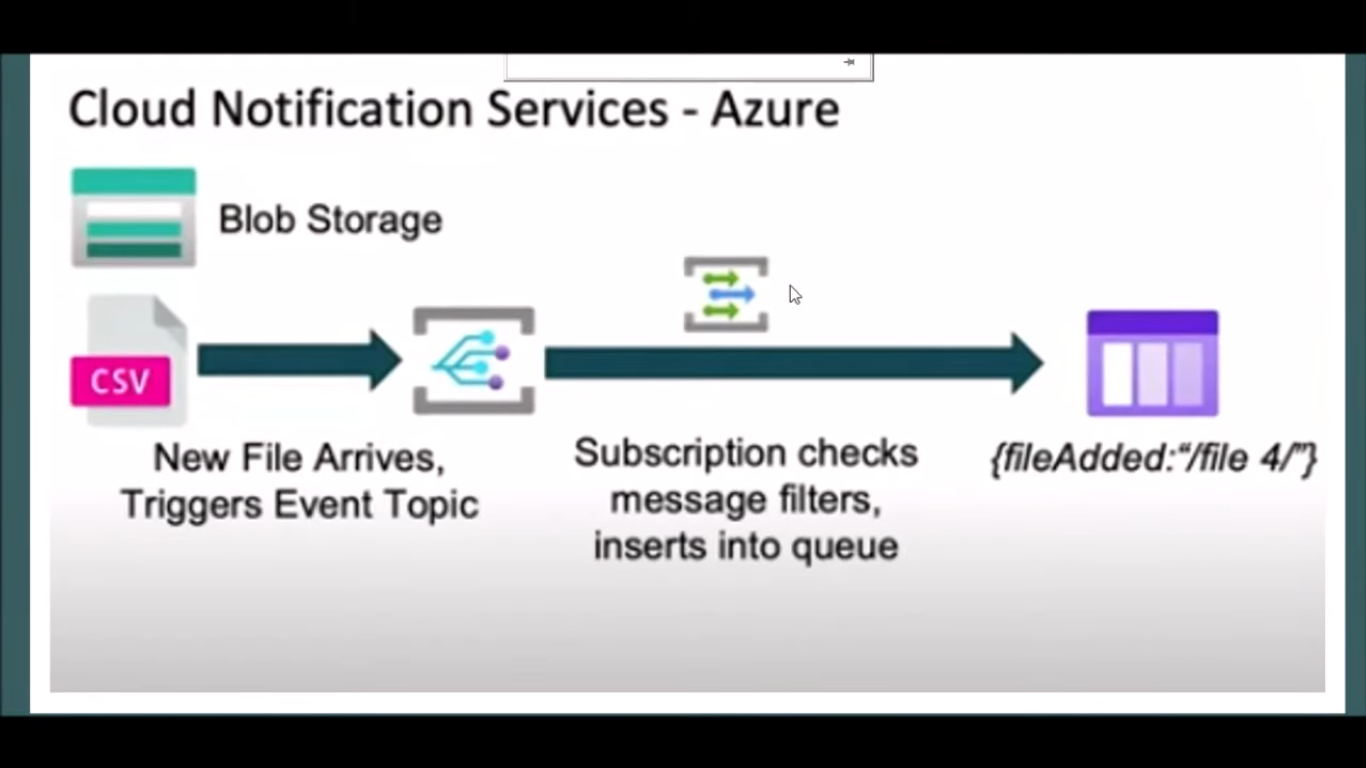 Cloud Notification Services - Azure
Blob Storage
CSV
New File Arrives,
Triggers Event Topic
Subscription checks
message filters,
inserts into queue
{fileAdded:“/file 4/”}